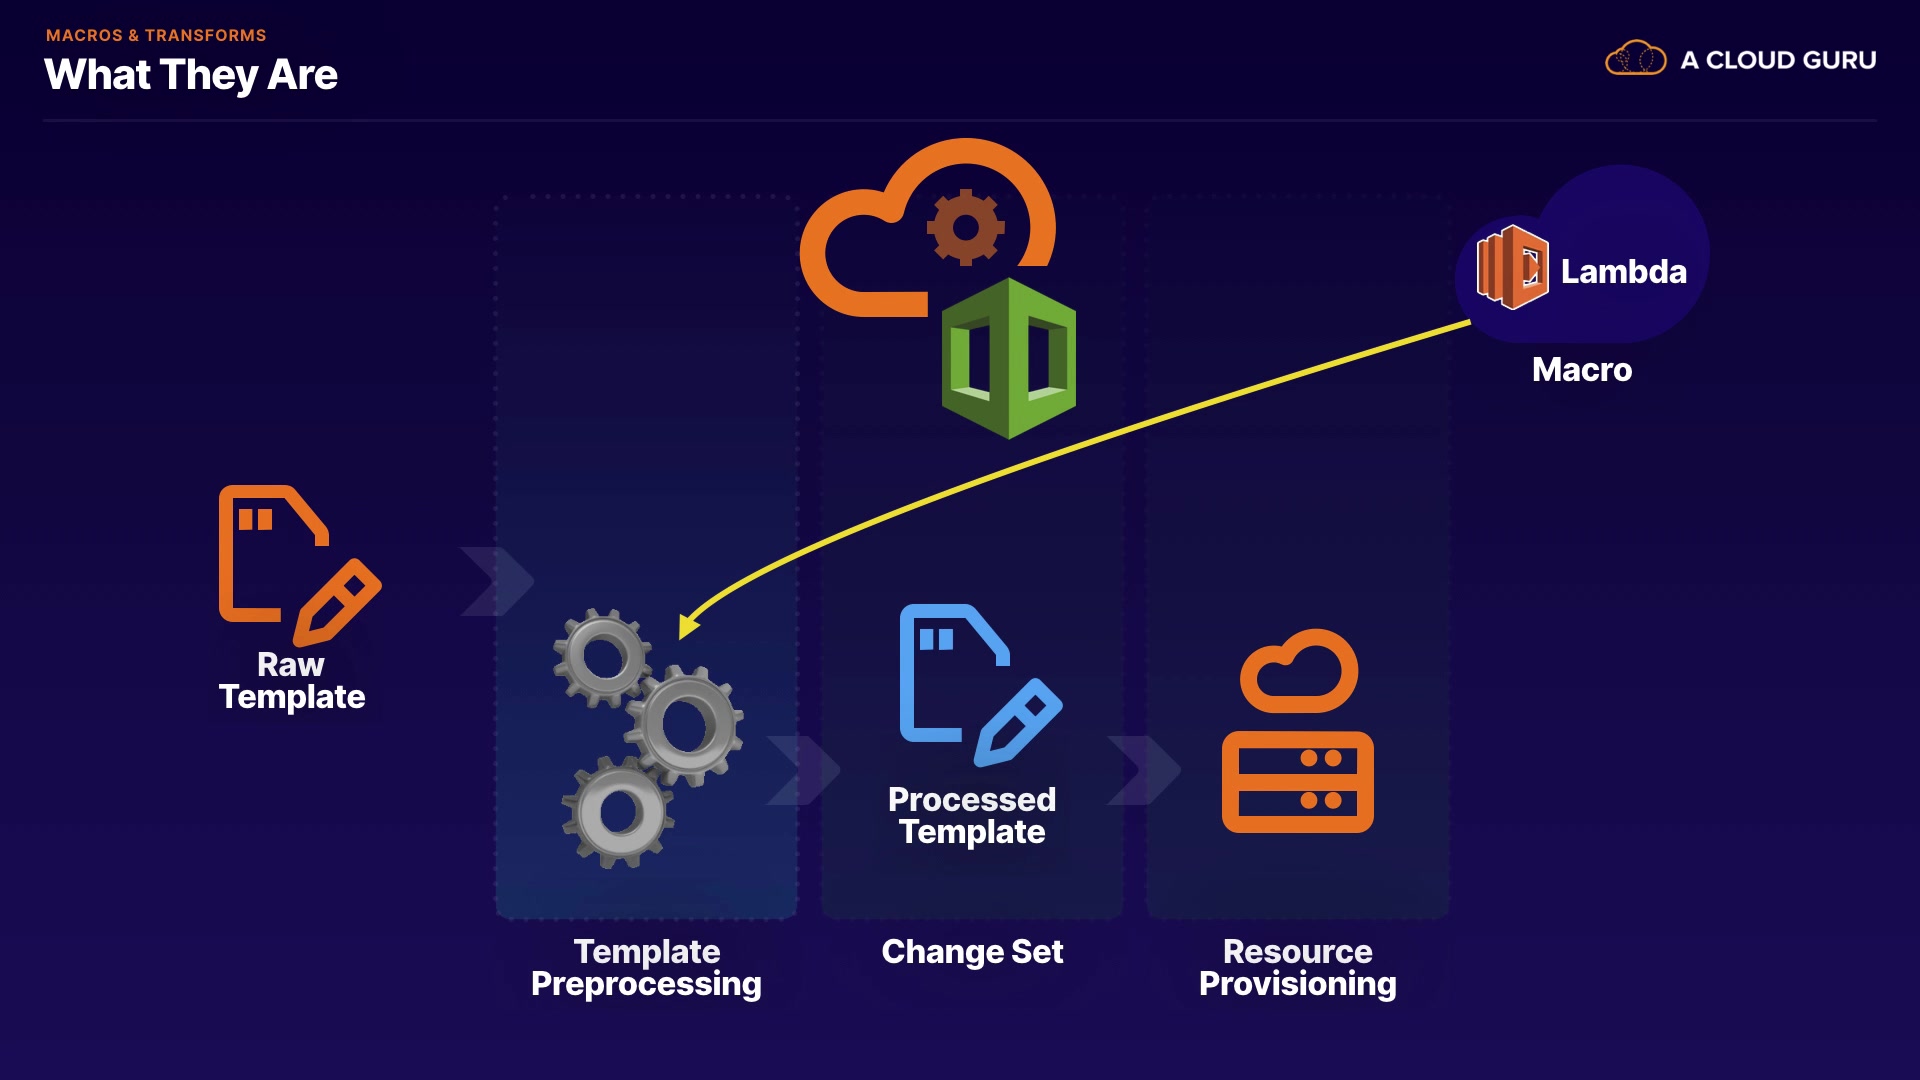 MACROS & TRANSFORMS
What They Are
A CLOUD GURU
Lambda
Macro
Raw
Template
Processed
Template
Template
Preprocessing
Change Set
Resource
Provisioning